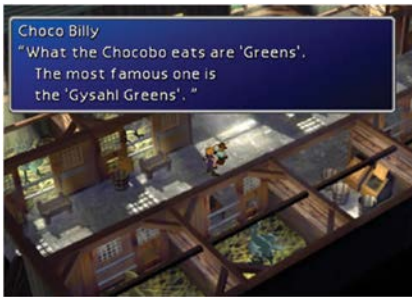 Choco Billy
“What the Chocobo eats are 'Greens'.
The most famous one is
the 'Gysahl Greens'.”